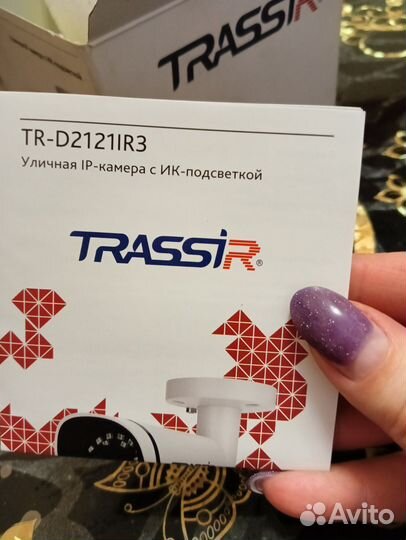 TRASSIR
TR-D2121IR3
Уличная IP-камера с ИК-подсветкой
TRASSIR®
Avito